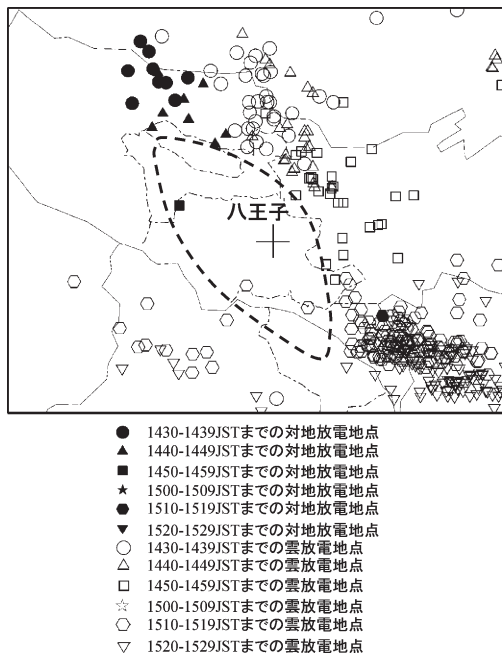 八王子
1430-1439JSTまでの対地放電地点
1440-1449JSTまでの対地放電地点
1450-1459JSTまでの対地放電地点
1500-1509JSTまでの対地放電地点
1510-1519JSTまでの対地放電地点
1520-1529JSTまでの対地放電地点
1430-1439JSTまでの雲放電地点
1440-1449JSTまでの雲放電地点
1450-1459JSTまでの雲放電地点
1500-1509JSTまでの雲放電地点
1510-1519JSTまでの雲放電地点
1520-1529JSTまでの雲放電地点